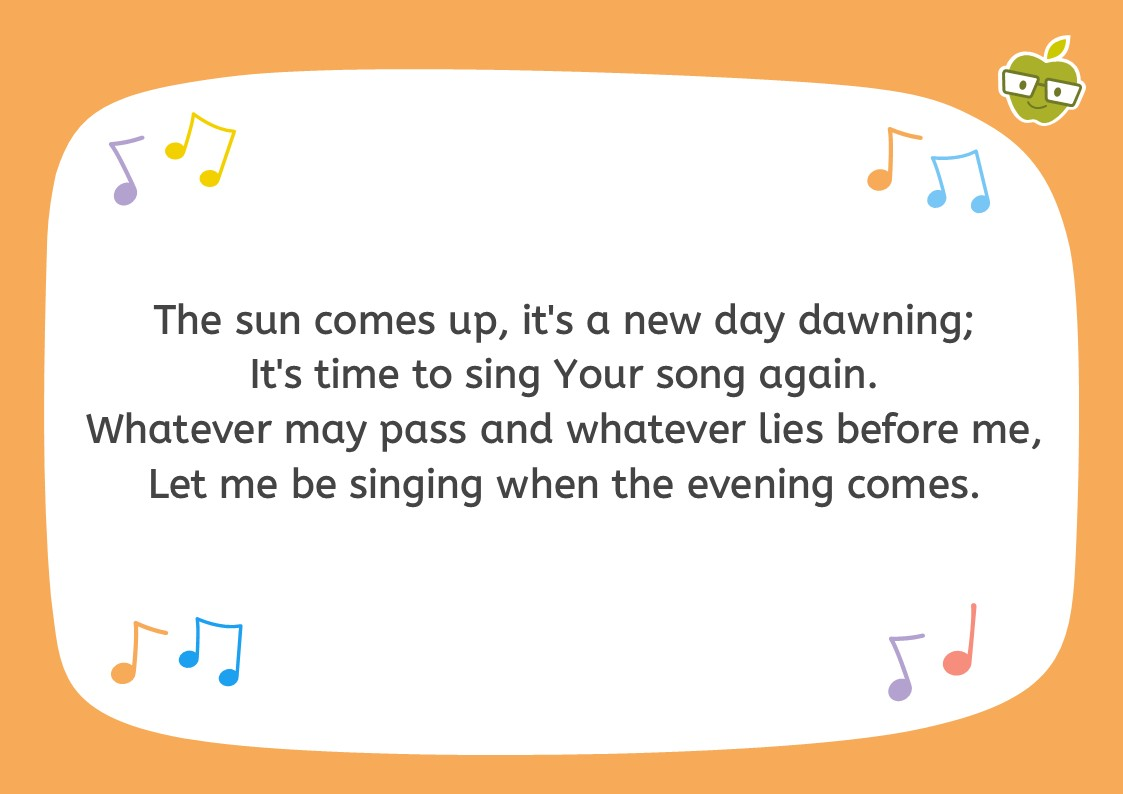 The sun comes up, it's a new day dawning;
It's time to sing Your song again.
Whatever may pass and whatever lies before me,
Let me be singing when the evening comes.